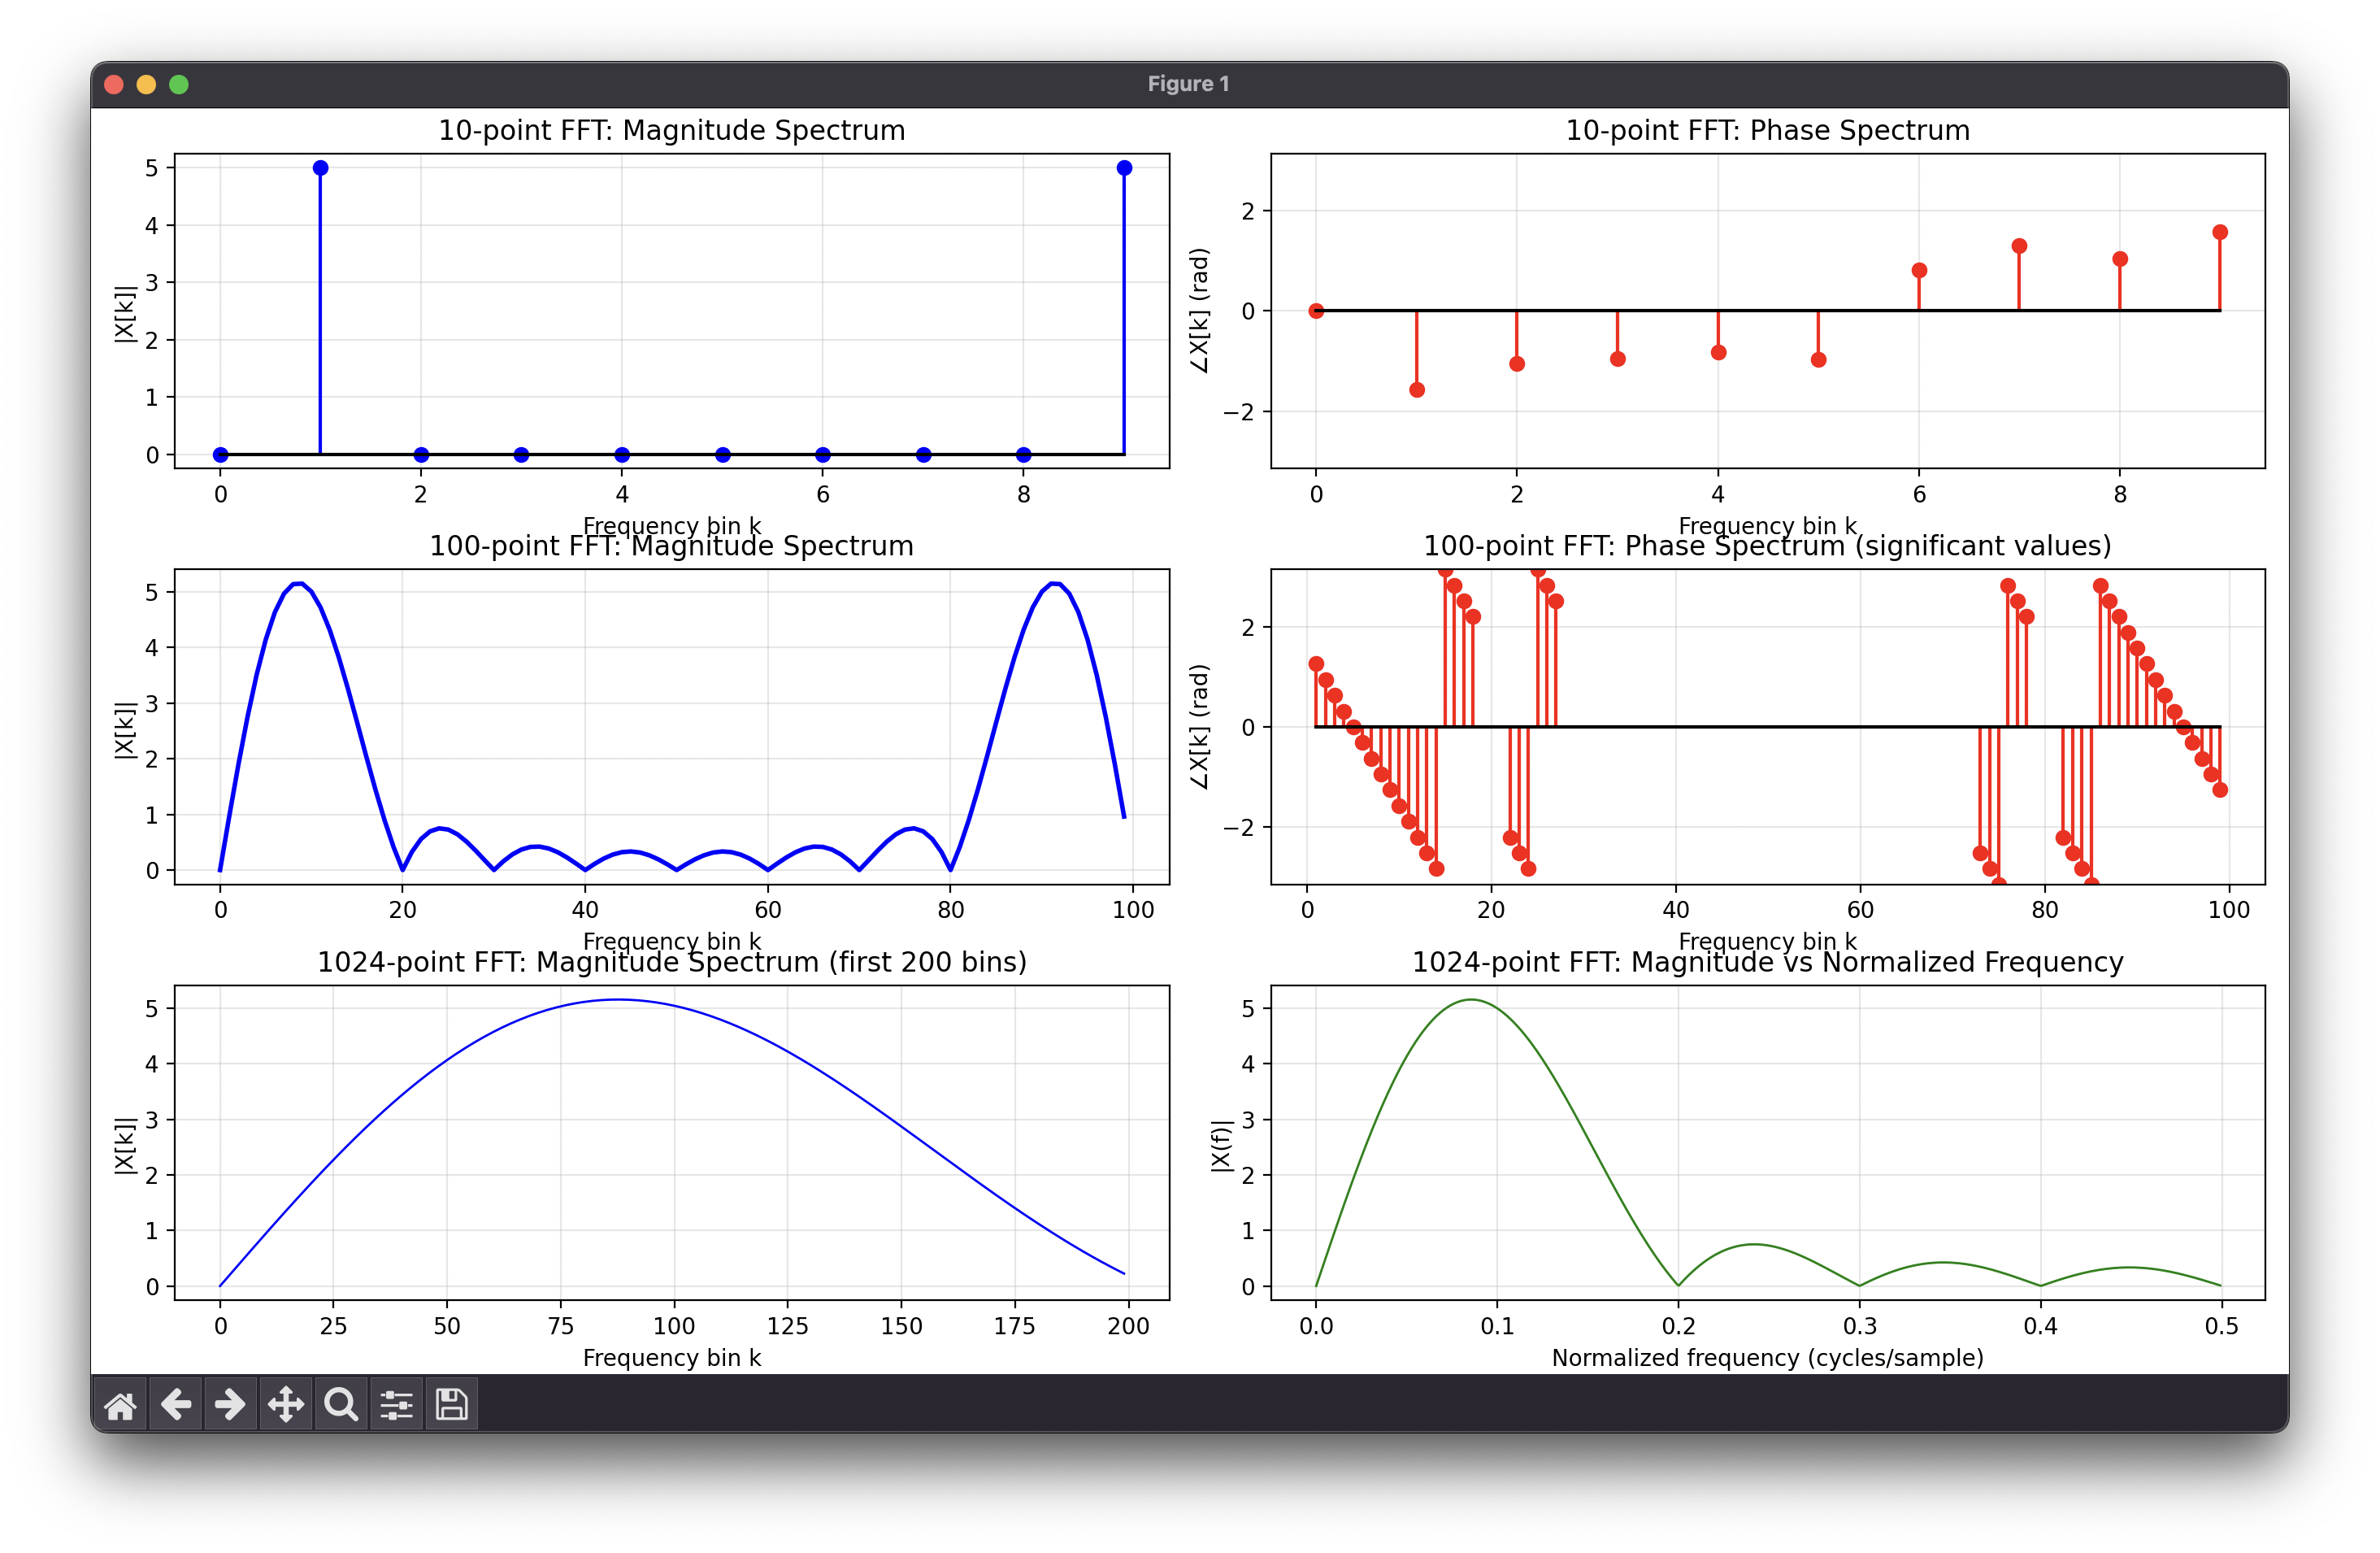 Figure 1
10-point FFT: Magnitude Spectrum
|X[k]|
5
4
3
2
1
0
0 2 4 6 8
Frequency bin k
10-point FFT: Phase Spectrum
∠X[k] (rad)
2
0
−2
0 2 4 6 8
Frequency bin k
100-point FFT: Magnitude Spectrum
|X[k]|
5
4
3
2
1
0
0 20 40 60 80 100
Frequency bin k
100-point FFT: Phase Spectrum (significant values)
∠X[k] (rad)
2
0
−2
0 20 40 60 80 100
Frequency bin k
1024-point FFT: Magnitude Spectrum (first 200 bins)
|X[k]|
5
4
3
2
1
0
0 25 50 75 100 125 150 175 200
Frequency bin k
1024-point FFT: Magnitude vs Normalized Frequency
|X(f)|
5
4
3
2
1
0
0.0 0.1 0.2 0.3 0.4 0.5
Normalized frequency (cycles/sample)